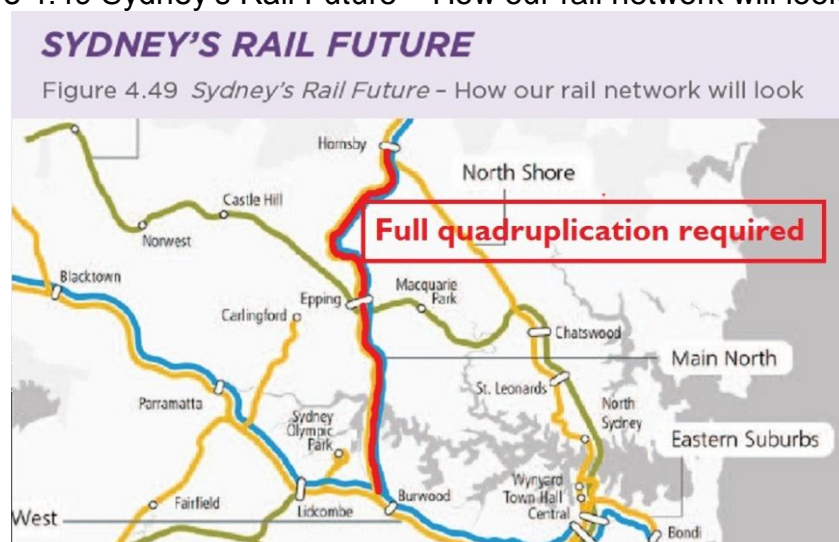 SYDNEY'S RAIL FUTURE
Figure 4.49 Sydney's Rail Future – How our rail network will look
Hornsby
North Shore
Castle Hill
Full quadruplication required
Norwest
Blacktown
Macquarie
Park
Epping
Carlingford
Chatswood
Main North
St. Leonards
Parramatta
North
Sydney
Sydney
Olympic
Park
Eastern Suburbs
Wynyard
Town Hall
Central
Burwood
Fairfield
Lidcombe
West
Bondi